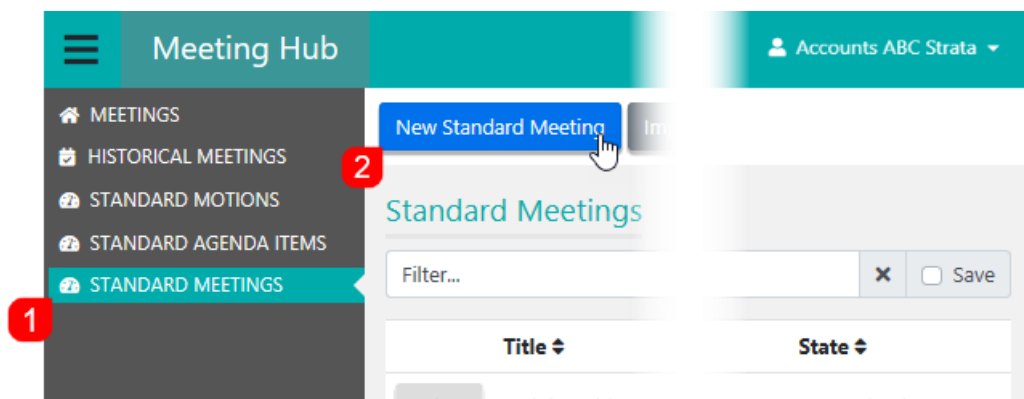 Meeting Hub
Accounts ABC Strata
MEETINGS
HISTORICAL MEETINGS
STANDARD MOTIONS
STANDARD AGENDA ITEMS
STANDARD MEETINGS
1
New Standard Meeting
2
Standard Meetings
Filter...
Save
Title State